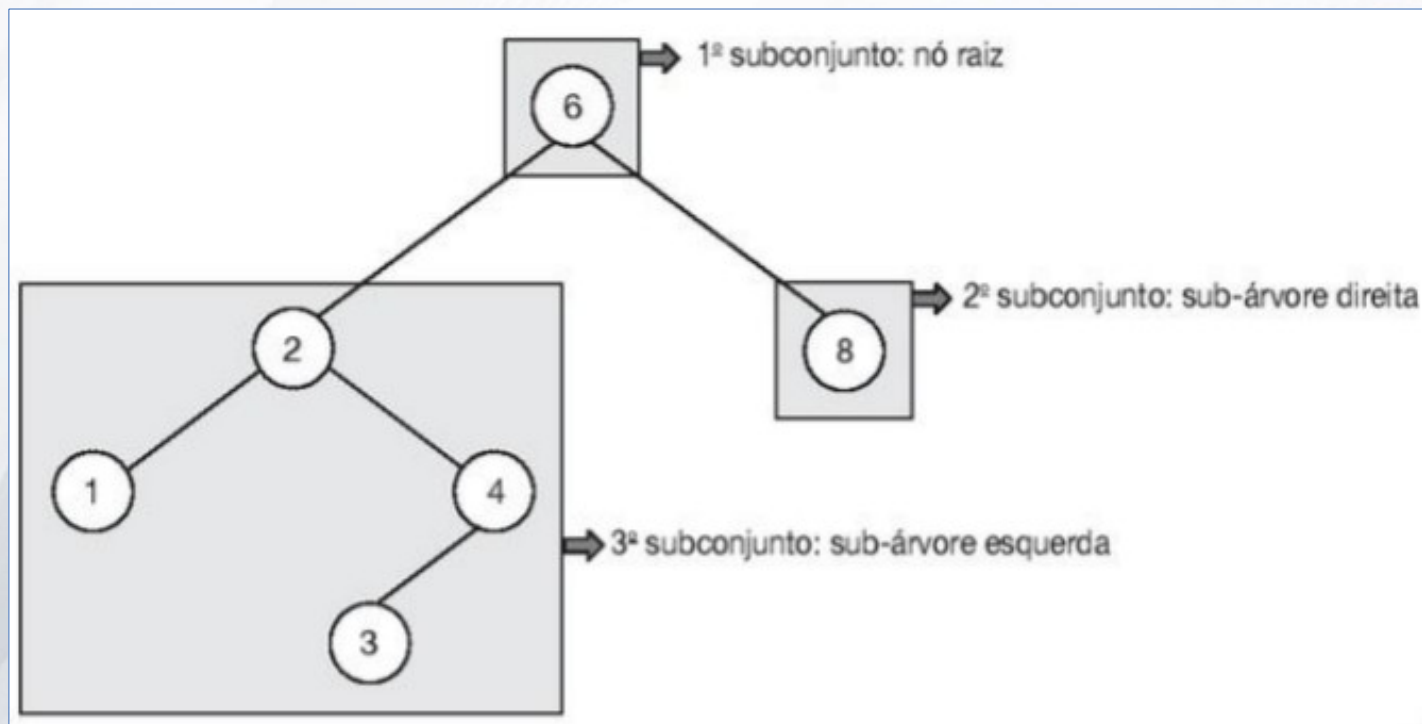 1º subconjunto: nó raiz
6
2º subconjunto: sub-árvore direita
2
8
1
4
3º subconjunto: sub-árvore esquerda
3